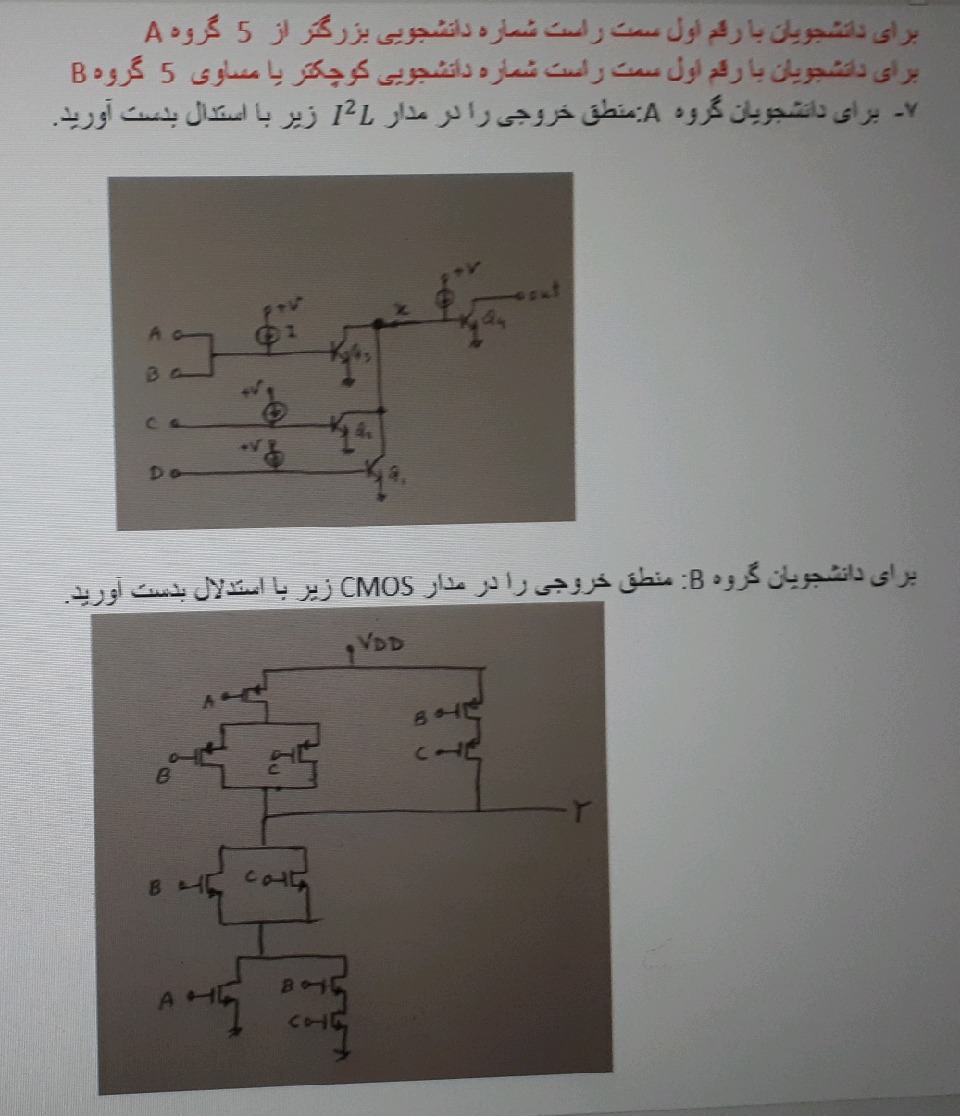 برای دانشجویان با رقم اول سمت راست شماره دانشجویی بزرگتر از 5 گروه A
برای دانشجویان با رقم اول سمت راست شماره دانشجویی کوچکتر یا مساوی 5 گروه B
۷- برای دانشجویان گروه A:منطق خروجی را در مدار I²L زیر با استدال بدست آورید.
+V
+V
out
x
Q4
A
I
Q3
B
+V
C
Q2
+V
D
Q1
برای دانشجویان گروه B: منطق خروجی را در مدار CMOS زیر با استدلال بدست آورید.
VDD
A
B
B
C
C
Y
B
C
A
B
C